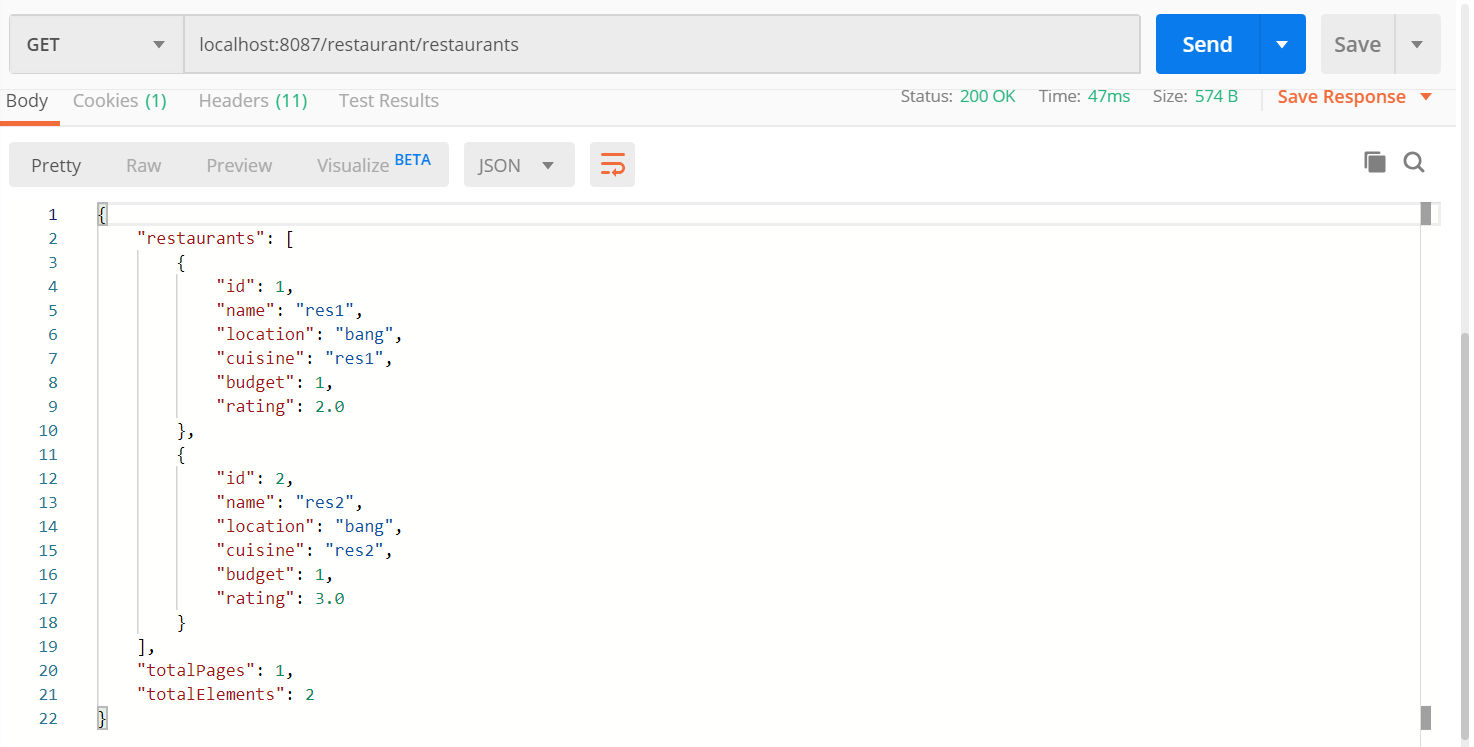 GET localhost:8087/restaurant/restaurants Send Save
Body Cookies (1) Headers (11) Test Results Status: 200 OK Time: 47ms Size: 574 B Save Response
Pretty Raw Preview Visualize BETA JSON
1 {
2 "restaurants": [
3 {
4 "id": 1,
5 "name": "res1",
6 "location": "bang",
7 "cuisine": "res1",
8 "budget": 1,
9 "rating": 2.0
10 },
11 {
12 "id": 2,
13 "name": "res2",
14 "location": "bang",
15 "cuisine": "res2",
16 "budget": 1,
17 "rating": 3.0
18 }
19 ],
20 "totalPages": 1,
21 "totalElements": 2
22 }